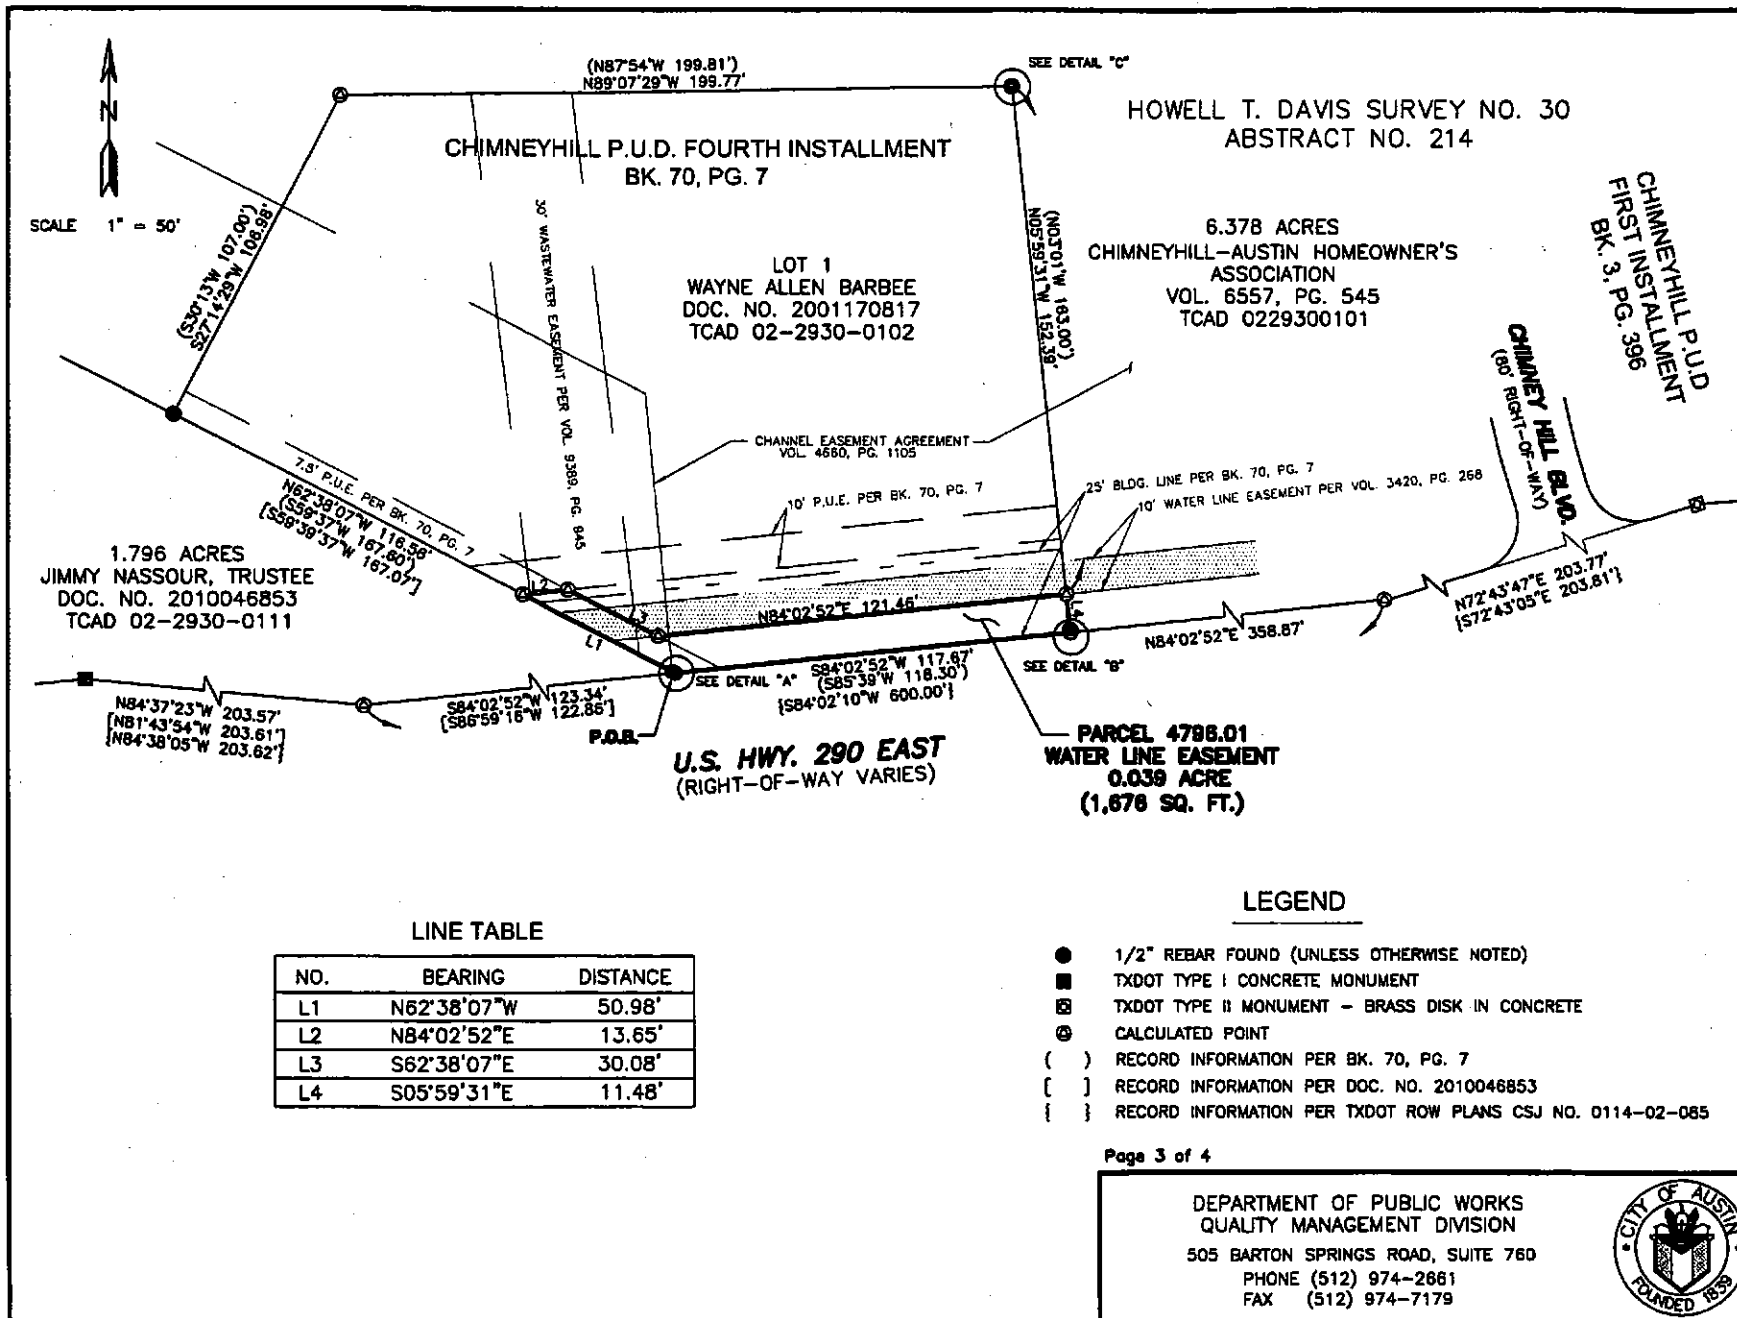 (N87°54'W 199.81')
N89°07'29"W 199.77'
SEE DETAIL "C"
N
SCALE 1" = 50'
HOWELL T. DAVIS SURVEY NO. 30
ABSTRACT NO. 214
CHIMNEYHILL P.U.D. FOURTH INSTALLMENT
BK. 70, PG. 7
(S30°13'W 107.00')
S27°14'29"W 106.98'
30' WASTEWATER EASEMENT PER VOL. 9389, PG. 845
LOT 1
WAYNE ALLEN BARBEE
DOC. NO. 2001170817
TCAD 02-2930-0102
(N03°01'W 163.00')
N05°59'31"W 152.39'
6.378 ACRES
CHIMNEYHILL-AUSTIN HOMEOWNER'S
ASSOCIATION
VOL. 6557, PG. 545
TCAD 0229300101
CHIMNEYHILL P.U.D
FIRST INSTALLMENT
BK. 3, PG. 396
CHIMNEY HILL BLVD.
(80' RIGHT-OF-WAY)
CHANNEL EASEMENT AGREEMENT
VOL. 4660, PG. 1105
7.5' P.U.E. PER BK. 70, PG. 7
N62°38'07"W 116.56'
(S59°37'W 167.60')
[S59°39'37"W 167.07']
10' P.U.E. PER BK. 70, PG. 7
25' BLDG. LINE PER BK. 70, PG. 7
10' WATER LINE EASEMENT PER VOL. 3420, PG. 268
1.796 ACRES
JIMMY NASSOUR, TRUSTEE
DOC. NO. 2010046853
TCAD 02-2930-0111
L2
L3
L1
N84°02'52"E 121.46'
L4
N72°43'47"E 203.77'
{S72°43'05"E 203.81'}
N84°02'52"E 358.87'
SEE DETAIL "B"
SEE DETAIL "A"
S84°02'52"W 117.67'
(S85°39'W 118.30')
{S84°02'10"W 600.00'}
S84°02'52"W 123.34'
[S86°59'16"W 122.86']
N84°37'23"W 203.57'
[N81°43'54"W 203.61']
{N84°38'05"W 203.62'}
P.O.B.
U.S. HWY. 290 EAST
(RIGHT-OF-WAY VARIES)
PARCEL 4796.01
WATER LINE EASEMENT
0.039 ACRE
(1,678 SQ. FT.)
LINE TABLE
NO. BEARING DISTANCE
L1 N62°38'07"W 50.98'
L2 N84°02'52"E 13.65'
L3 S62°38'07"E 30.08'
L4 S05°59'31"E 11.48'
LEGEND
1/2" REBAR FOUND (UNLESS OTHERWISE NOTED)
TXDOT TYPE I CONCRETE MONUMENT
TXDOT TYPE II MONUMENT - BRASS DISK IN CONCRETE
CALCULATED POINT
( ) RECORD INFORMATION PER BK. 70, PG. 7
[ ] RECORD INFORMATION PER DOC. NO. 2010046853
{ } RECORD INFORMATION PER TXDOT ROW PLANS CSJ NO. 0114-02-085
Page 3 of 4
DEPARTMENT OF PUBLIC WORKS
QUALITY MANAGEMENT DIVISION
505 BARTON SPRINGS ROAD, SUITE 760
PHONE (512) 974-2661
FAX (512) 974-7179
CITY OF AUSTIN
FOUNDED 1839